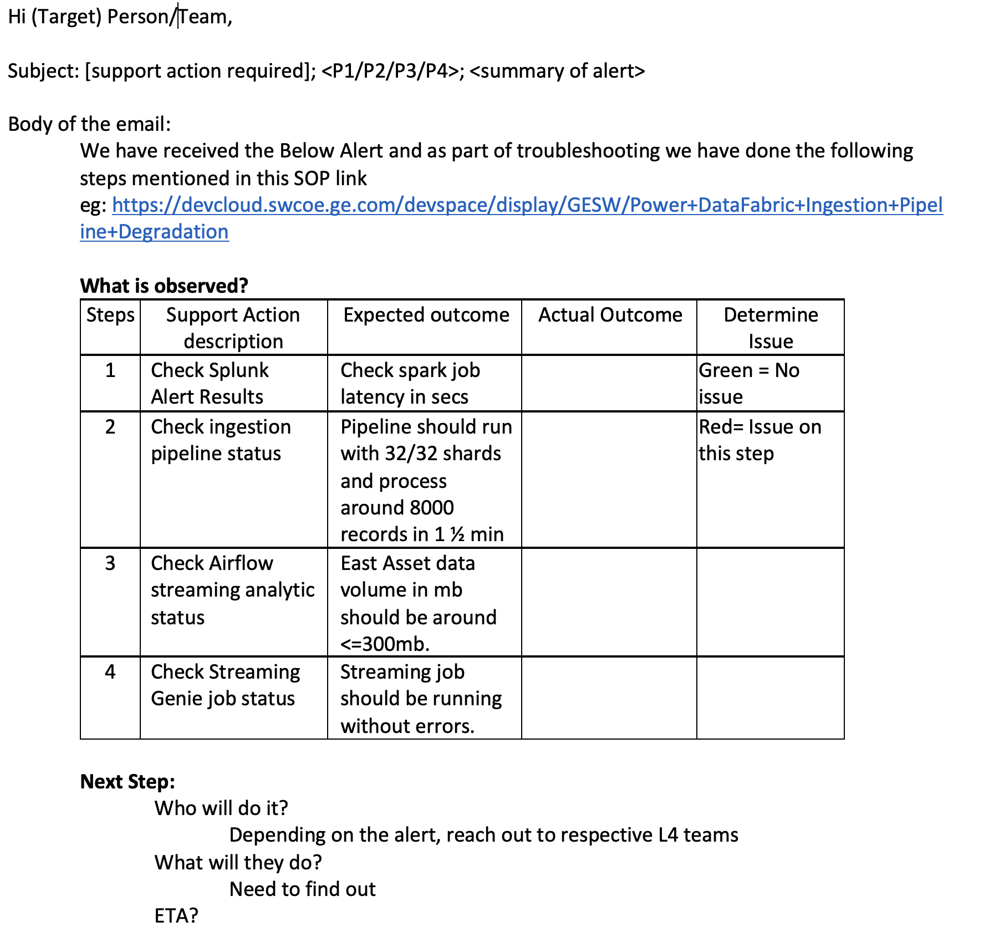 Hi (Target) Person/Team,
Subject: [support action required]; <P1/P2/P3/P4>; <summary of alert>
Body of the email:
We have received the Below Alert and as part of troubleshooting we have done the following
steps mentioned in this SOP link
eg: https://devcloud.swcoe.ge.com/devspace/display/GESW/Power+DataFabric+Ingestion+Pipel
ine+Degradation
What is observed?
Steps Support Action Expected outcome Actual Outcome Determine
description Issue
1 Check Splunk Check spark job Green = No
Alert Results latency in secs issue
2 Check ingestion Pipeline should run Red= Issue on
pipeline status with 32/32 shards this step
and process
around 8000
records in 1 ½ min
3 Check Airflow East Asset data
streaming analytic volume in mb
status should be around
<=300mb.
4 Check Streaming Streaming job
Genie job status should be running
without errors.
Next Step:
Who will do it?
Depending on the alert, reach out to respective L4 teams
What will they do?
Need to find out
ETA?